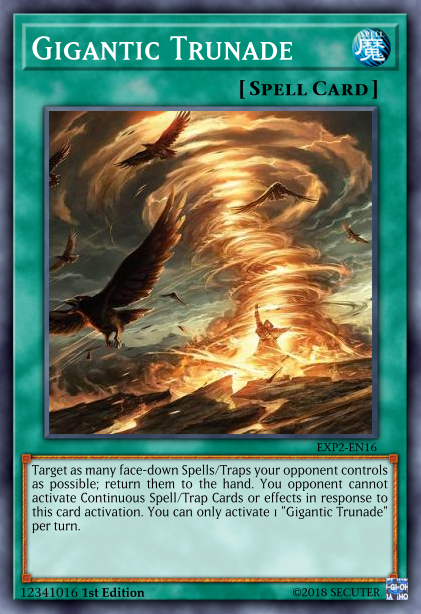 GIGANTIC TRUNADE
魔
[ SPELL CARD ]
EXP2-EN16
Target as many face-down Spells/Traps your opponent controls
as possible; return them to the hand. You opponent cannot
activate Continuous Spell/Trap Cards or effects in response to
this card activation. You can only activate 1 "Gigantic Trunade"
per turn.
12341016 1st Edition
©2018 SECUTER